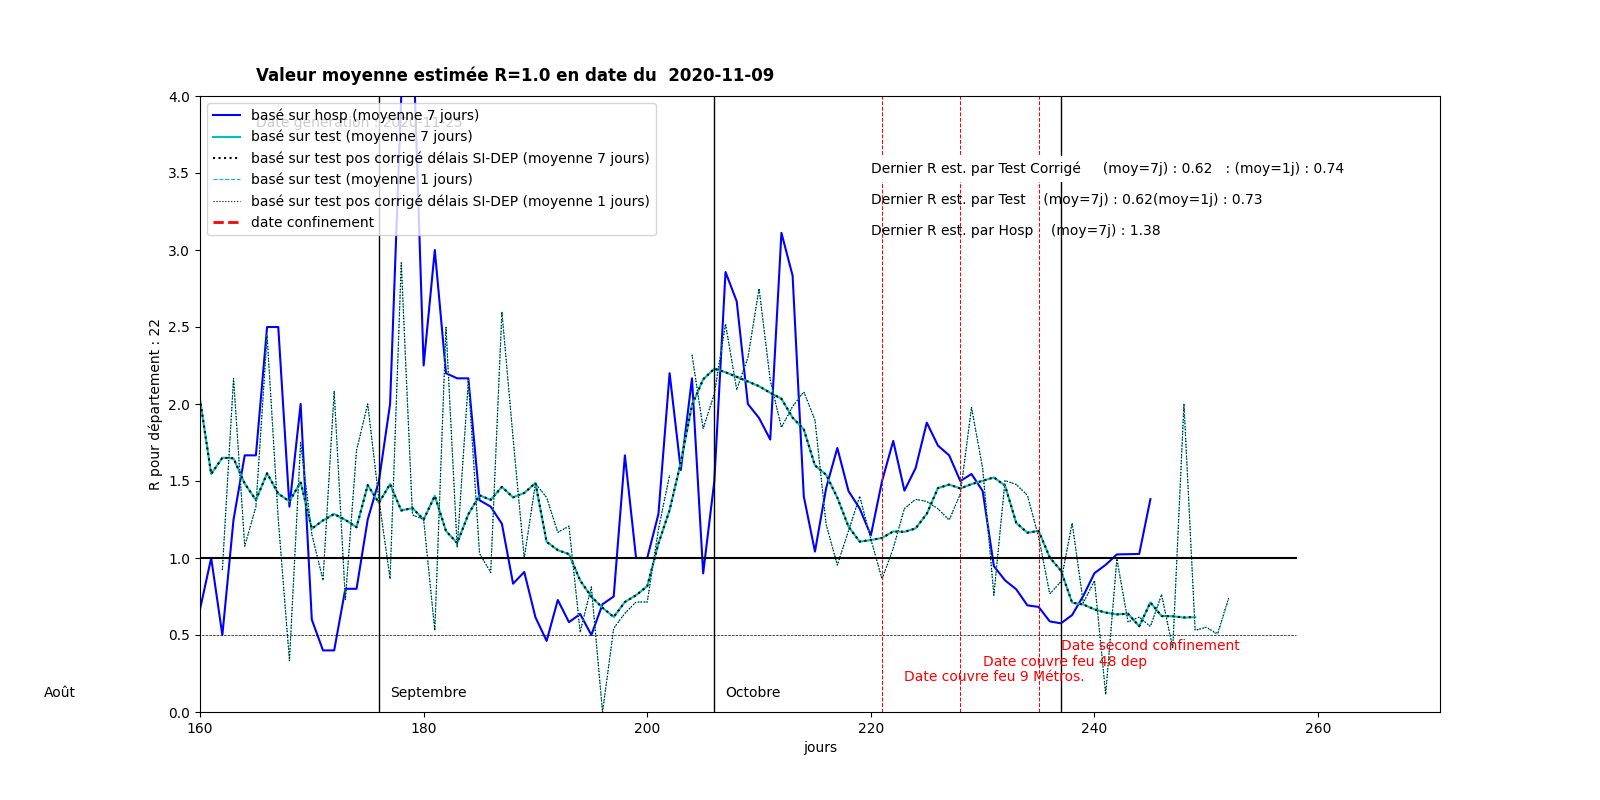 Valeur moyenne estimée R=1.0 en date du  2020-11-09
4.0
3.5
3.0
2.5
2.0
1.5
1.0
0.5
0.0
R pour département : 22
basé sur hosp (moyenne 7 jours)
basé sur test (moyenne 7 jours)
basé sur test pos corrigé délais SI-DEP (moyenne 7 jours)
basé sur test (moyenne 1 jours)
basé sur test pos corrigé délais SI-DEP (moyenne 1 jours)
date confinement
Dernier R est. par Test Corrigé     (moy=7j) : 0.62   : (moy=1j) : 0.74
Dernier R est. par Test    (moy=7j) : 0.62(moy=1j) : 0.73
Dernier R est. par Hosp    (moy=7j) : 1.38
Date second confinement
Date couvre feu 48 dep
Date couvre feu 9 Métros.
Août
Septembre
Octobre
160 180 200 220 240 260
jours